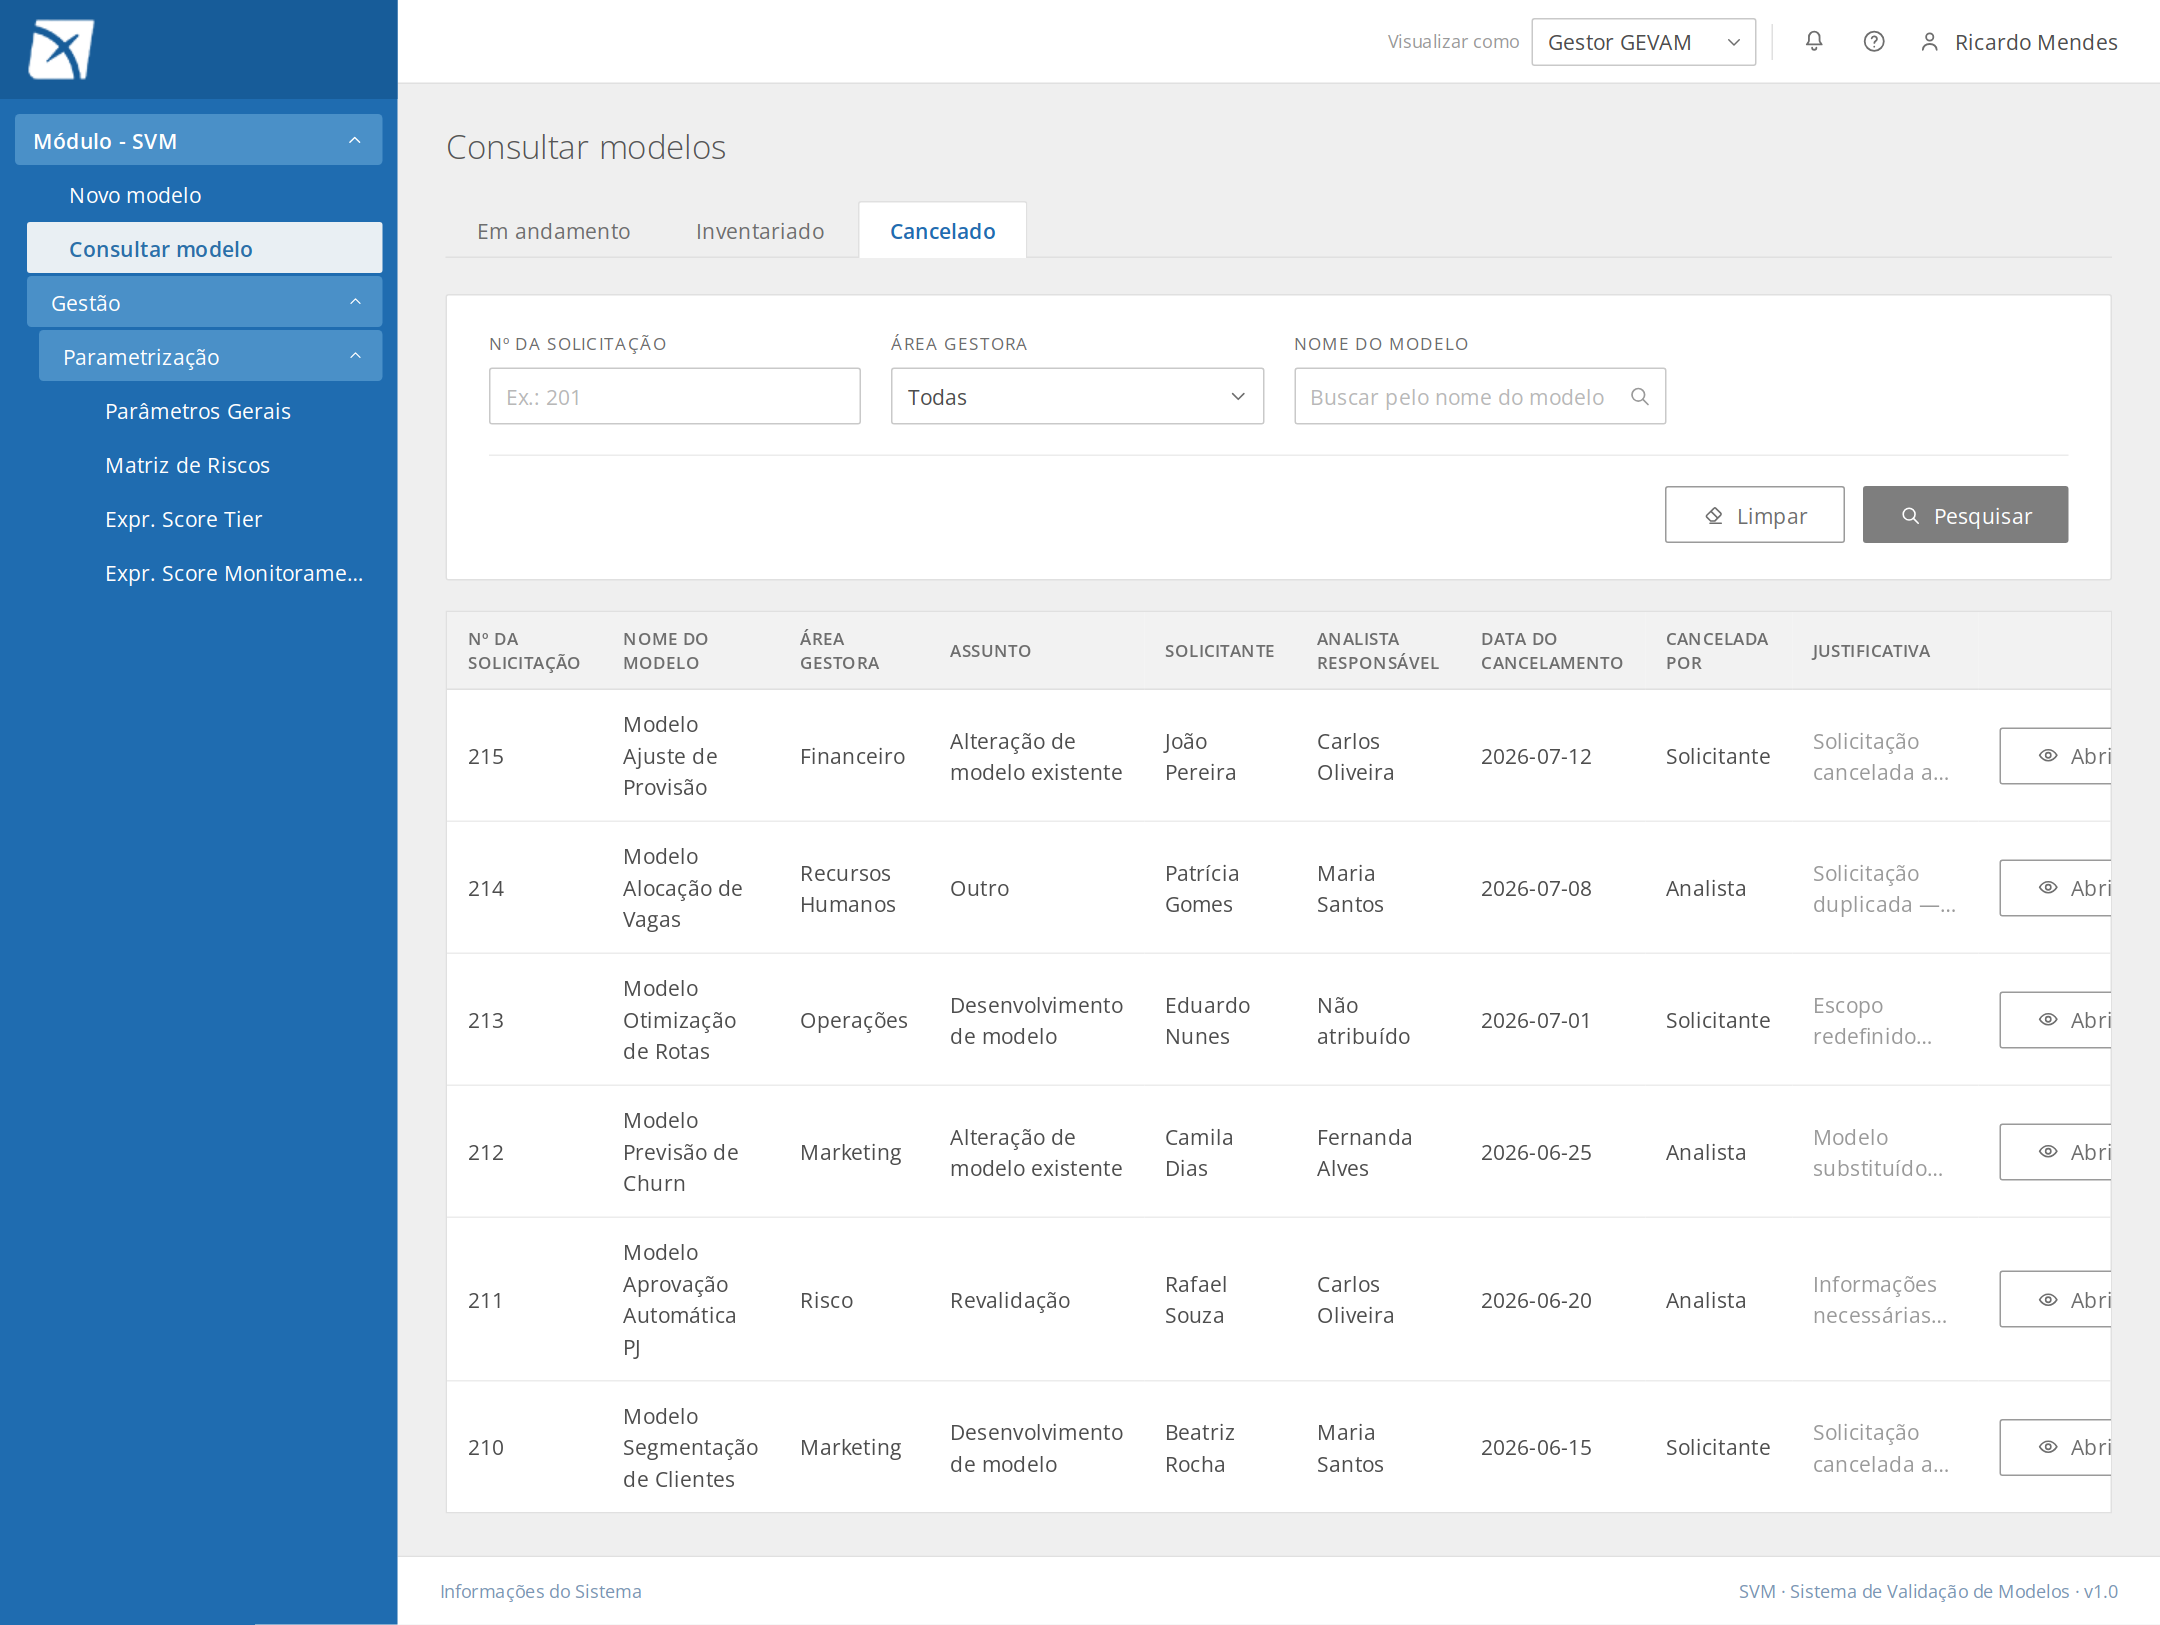 Visualizar como
Gestor GEVAM
Ricardo Mendes
Módulo - SVM
Novo modelo
Consultar modelo
Gestão
Parametrização
Parâmetros Gerais
Matriz de Riscos
Expr. Score Tier
Expr. Score Monitorame...
Consultar modelos
Em andamento
Inventariado
Cancelado
Nº DA SOLICITAÇÃO
ÁREA GESTORA
NOME DO MODELO
Ex.: 201
Todas
Buscar pelo nome do modelo
Limpar
Pesquisar
Nº DA
SOLICITAÇÃO
NOME DO
MODELO
ÁREA
GESTORA
ASSUNTO
SOLICITANTE
ANALISTA
RESPONSÁVEL
DATA DO
CANCELAMENTO
CANCELADA
POR
JUSTIFICATIVA
215
Modelo
Ajuste de
Provisão
Financeiro
Alteração de
modelo existente
João
Pereira
Carlos
Oliveira
2026-07-12
Solicitante
Solicitação
cancelada a...
Abri
214
Modelo
Alocação de
Vagas
Recursos
Humanos
Outro
Patrícia
Gomes
Maria
Santos
2026-07-08
Analista
Solicitação
duplicada —...
Abri
213
Modelo
Otimização
de Rotas
Operações
Desenvolvimento
de modelo
Eduardo
Nunes
Não
atribuído
2026-07-01
Solicitante
Escopo
redefinido...
Abri
212
Modelo
Previsão de
Churn
Marketing
Alteração de
modelo existente
Camila
Dias
Fernanda
Alves
2026-06-25
Analista
Modelo
substituído...
Abri
211
Modelo
Aprovação
Automática
PJ
Risco
Revalidação
Rafael
Souza
Carlos
Oliveira
2026-06-20
Analista
Informações
necessárias...
Abri
210
Modelo
Segmentação
de Clientes
Marketing
Desenvolvimento
de modelo
Beatriz
Rocha
Maria
Santos
2026-06-15
Solicitante
Solicitação
cancelada a...
Abri
Informações do Sistema
SVM · Sistema de Validação de Modelos · v1.0